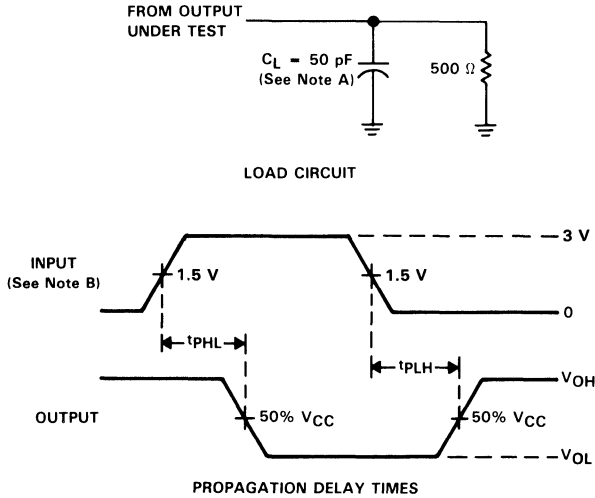 FROM OUTPUT
UNDER TEST
CL = 50 pF
(See Note A)
500 Ω
LOAD CIRCUIT
INPUT
(See Note B)
1.5 V
1.5 V
3 V
0
tPHL
tPLH
OUTPUT
50% VCC
50% VCC
VOH
VOL
PROPAGATION DELAY TIMES